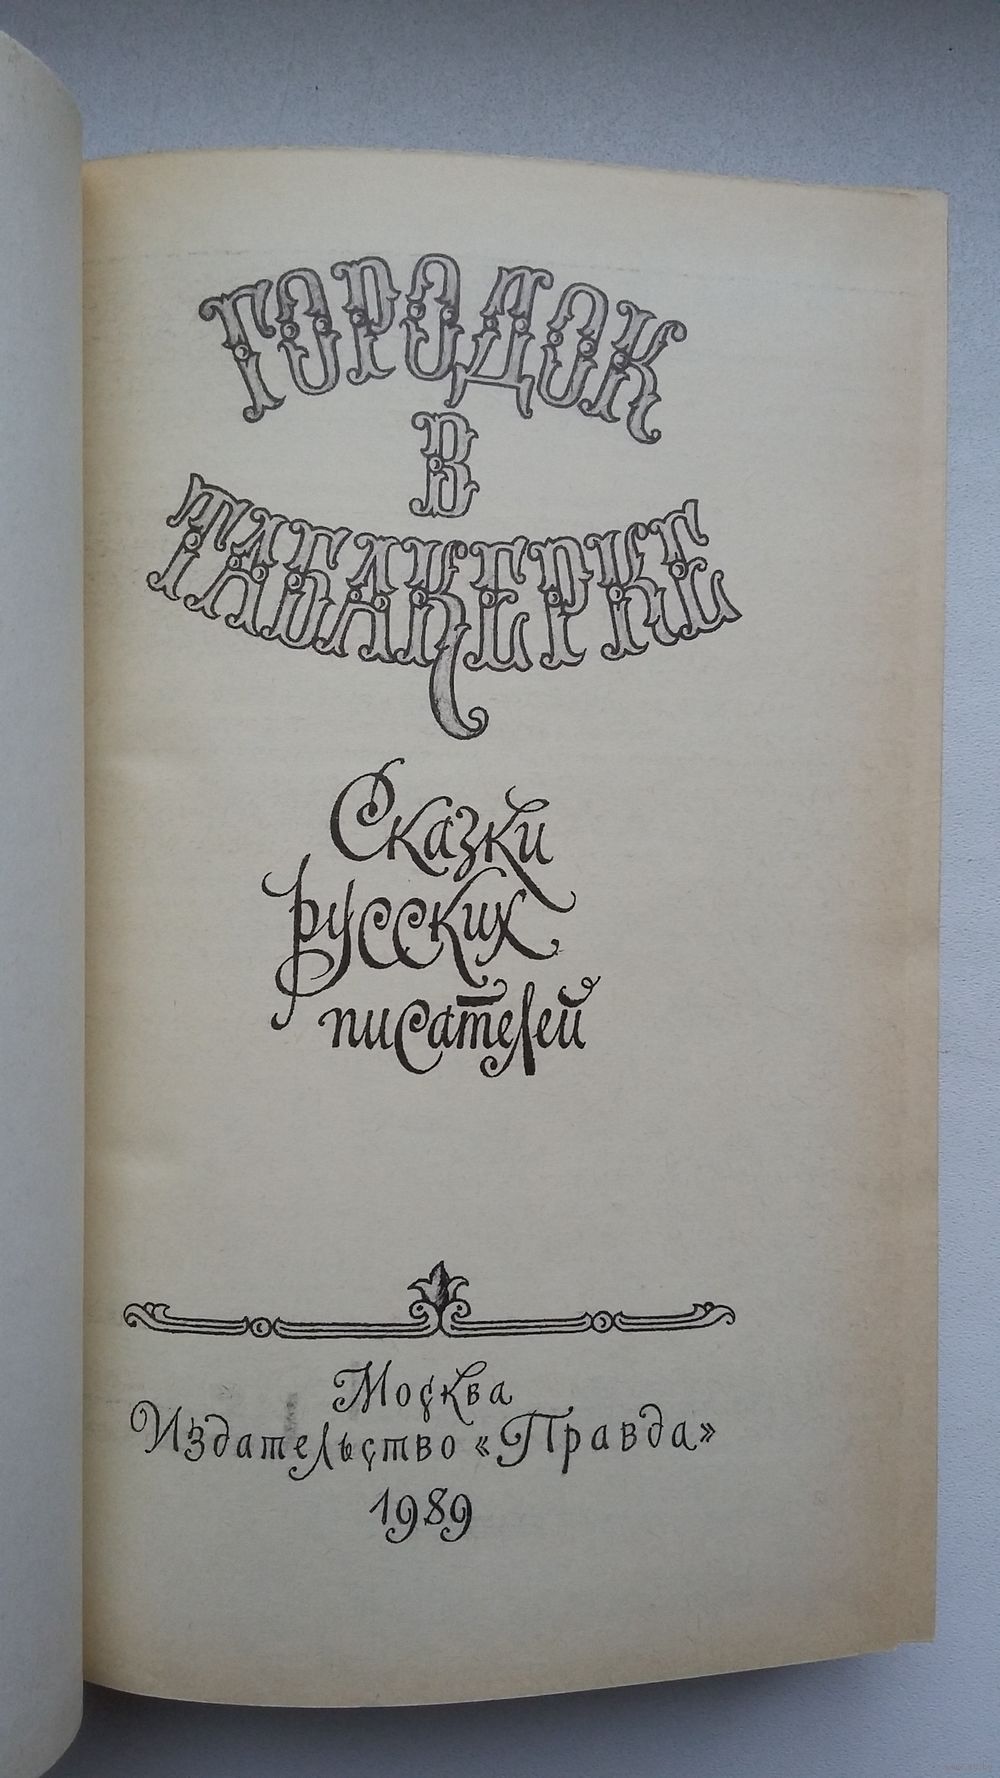 ГОРОДОК
В
ТАБАКЕРКЕ
Сказки
русских
писателей
Москва
Издательство «Правда»
1989